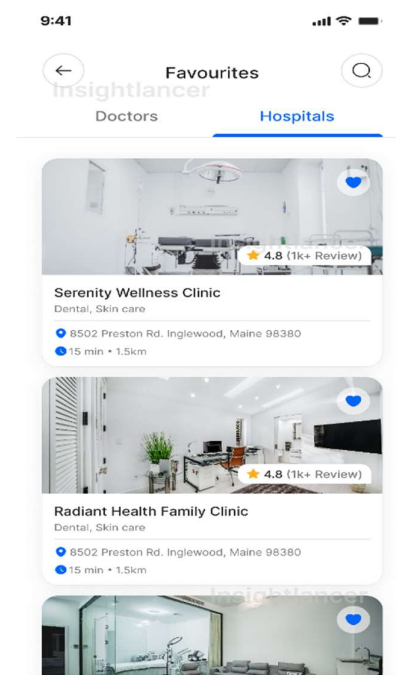 9:41
Favourites
Insightlancer
Doctors
Hospitals
Insightlancer
4.8 (1k+ Review)
Serenity Wellness Clinic
Dental, Skin care
8502 Preston Rd. Inglewood, Maine 98380
15 min • 1.5km
4.8 (1k+ Review)
Radiant Health Family Clinic
Dental, Skin care
8502 Preston Rd. Inglewood, Maine 98380
15 min • 1.5km
Insightlancer